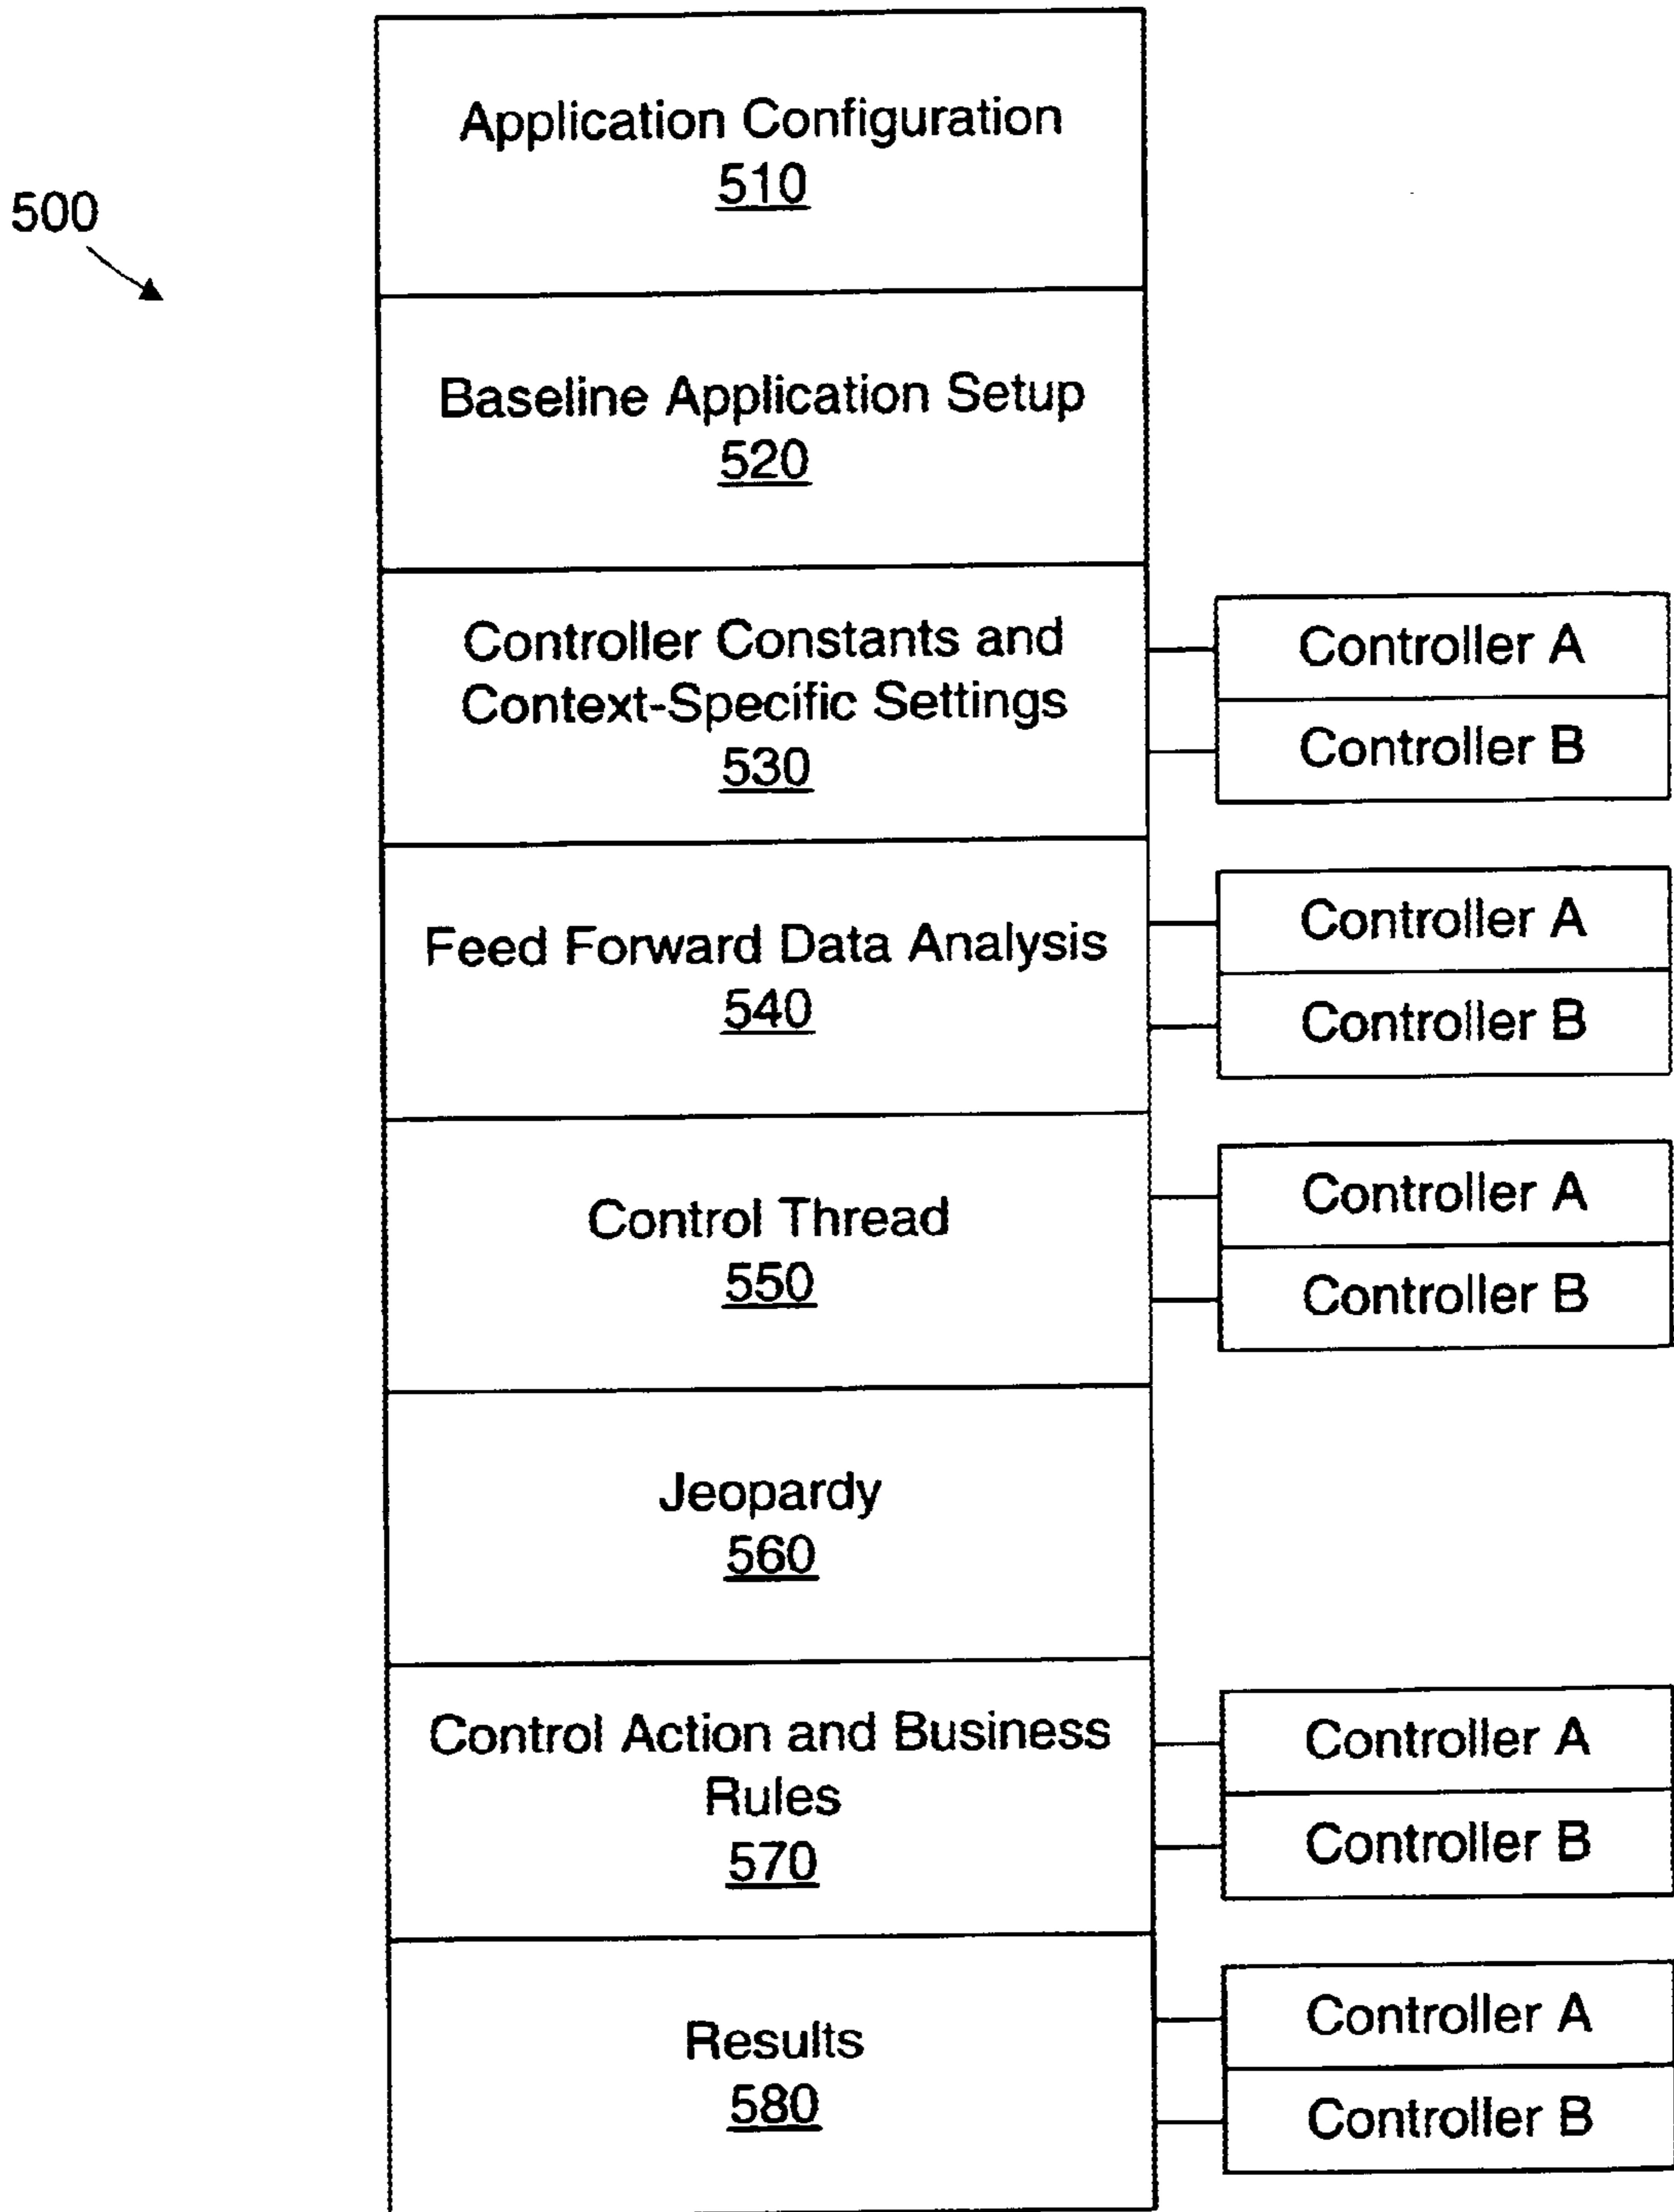 500
Application Configuration
510
Baseline Application Setup
520
Controller Constants and
Context-Specific Settings
530
Controller A
Controller B
Feed Forward Data Analysis
540
Controller A
Controller B
Control Thread
550
Controller A
Controller B
Jeopardy
560
Control Action and Business
Rules
570
Controller A
Controller B
Results
580
Controller A
Controller B